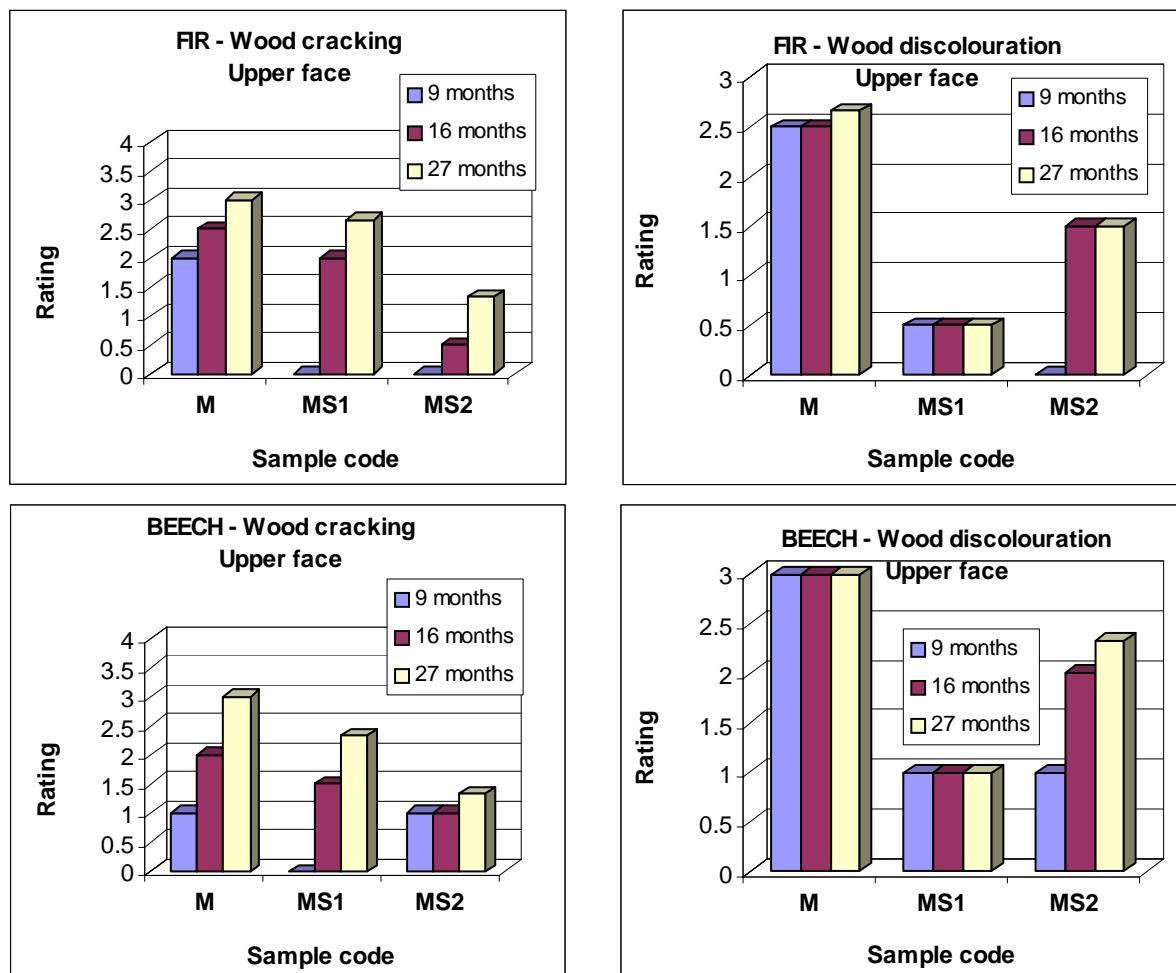 FIR - Wood cracking
Upper face
9 months
16 months
27 months
4
3.5
3
2.5
2
1.5
1
0.5
0
Rating
M MS1 MS2
Sample code
FIR - Wood discolouration
Upper face
9 months
16 months
27 months
3
2.5
2
1.5
1
0.5
0
Rating
M MS1 MS2
Sample code
BEECH - Wood cracking
Upper face
9 months
16 months
27 months
4
3.5
3
2.5
2
1.5
1
0.5
0
Rating
M MS1 MS2
Sample code
BEECH - Wood discolouration
Upper face
9 months
16 months
27 months
3
2.5
2
1.5
1
0.5
0
Rating
M MS1 MS2
Sample code